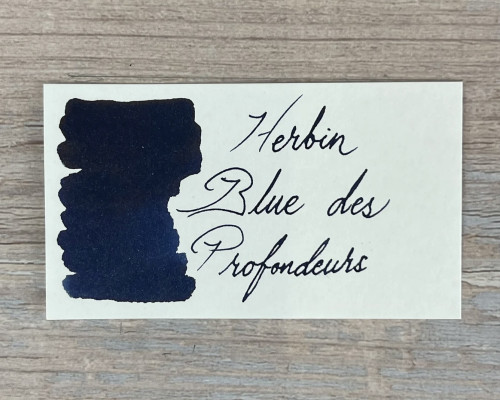 Herbin
Blue des
Profondeurs